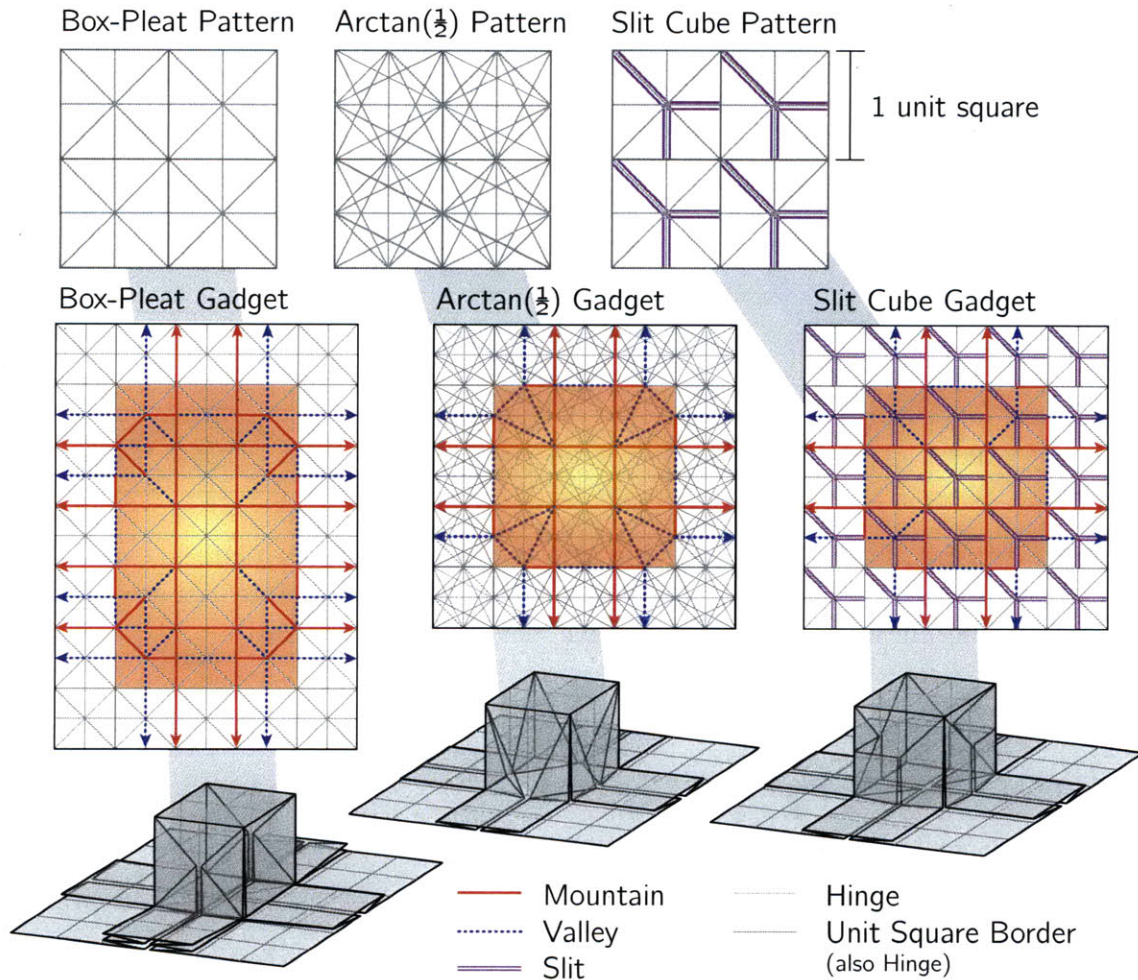 Box-Pleat Pattern
Arctan(½) Pattern
Slit Cube Pattern
1 unit square
Box-Pleat Gadget
Arctan(½) Gadget
Slit Cube Gadget
Mountain
Valley
Slit
Hinge
Unit Square Border
(also Hinge)